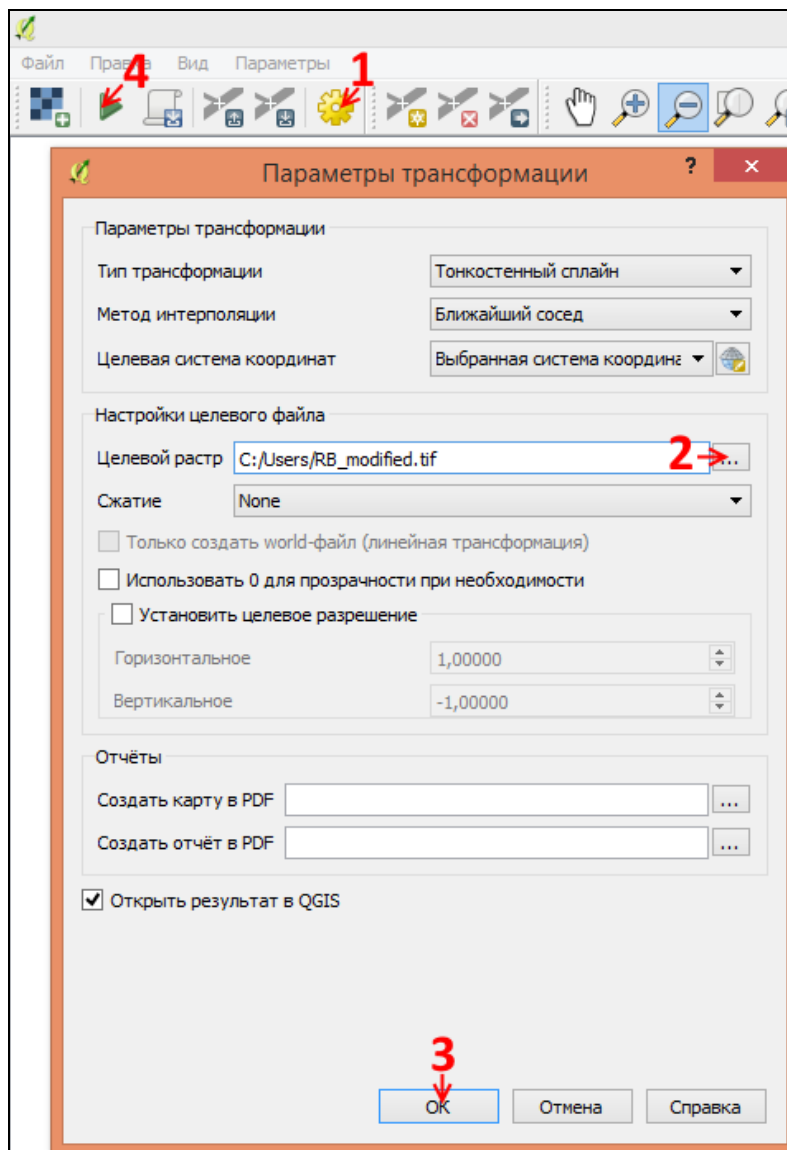 Файл Правка Вид Параметры
4
1
Параметры трансформации ? ×
Параметры трансформации
Тип трансформации Тонкостенный сплайн
Метод интерполяции Ближайший сосед
Целевая система координат Выбранная система координа
Настройки целевого файла
Целевой растр C:/Users/RB_modified.tif 2 ...
Сжатие None
Только создать world-файл (линейная трансформация)
Использовать 0 для прозрачности при необходимости
Установить целевое разрешение
Горизонтальное 1,00000
Вертикальное -1,00000
Отчёты
Создать карту в PDF ...
Создать отчёт в PDF ...
Открыть результат в QGIS
3
OK Отмена Справка